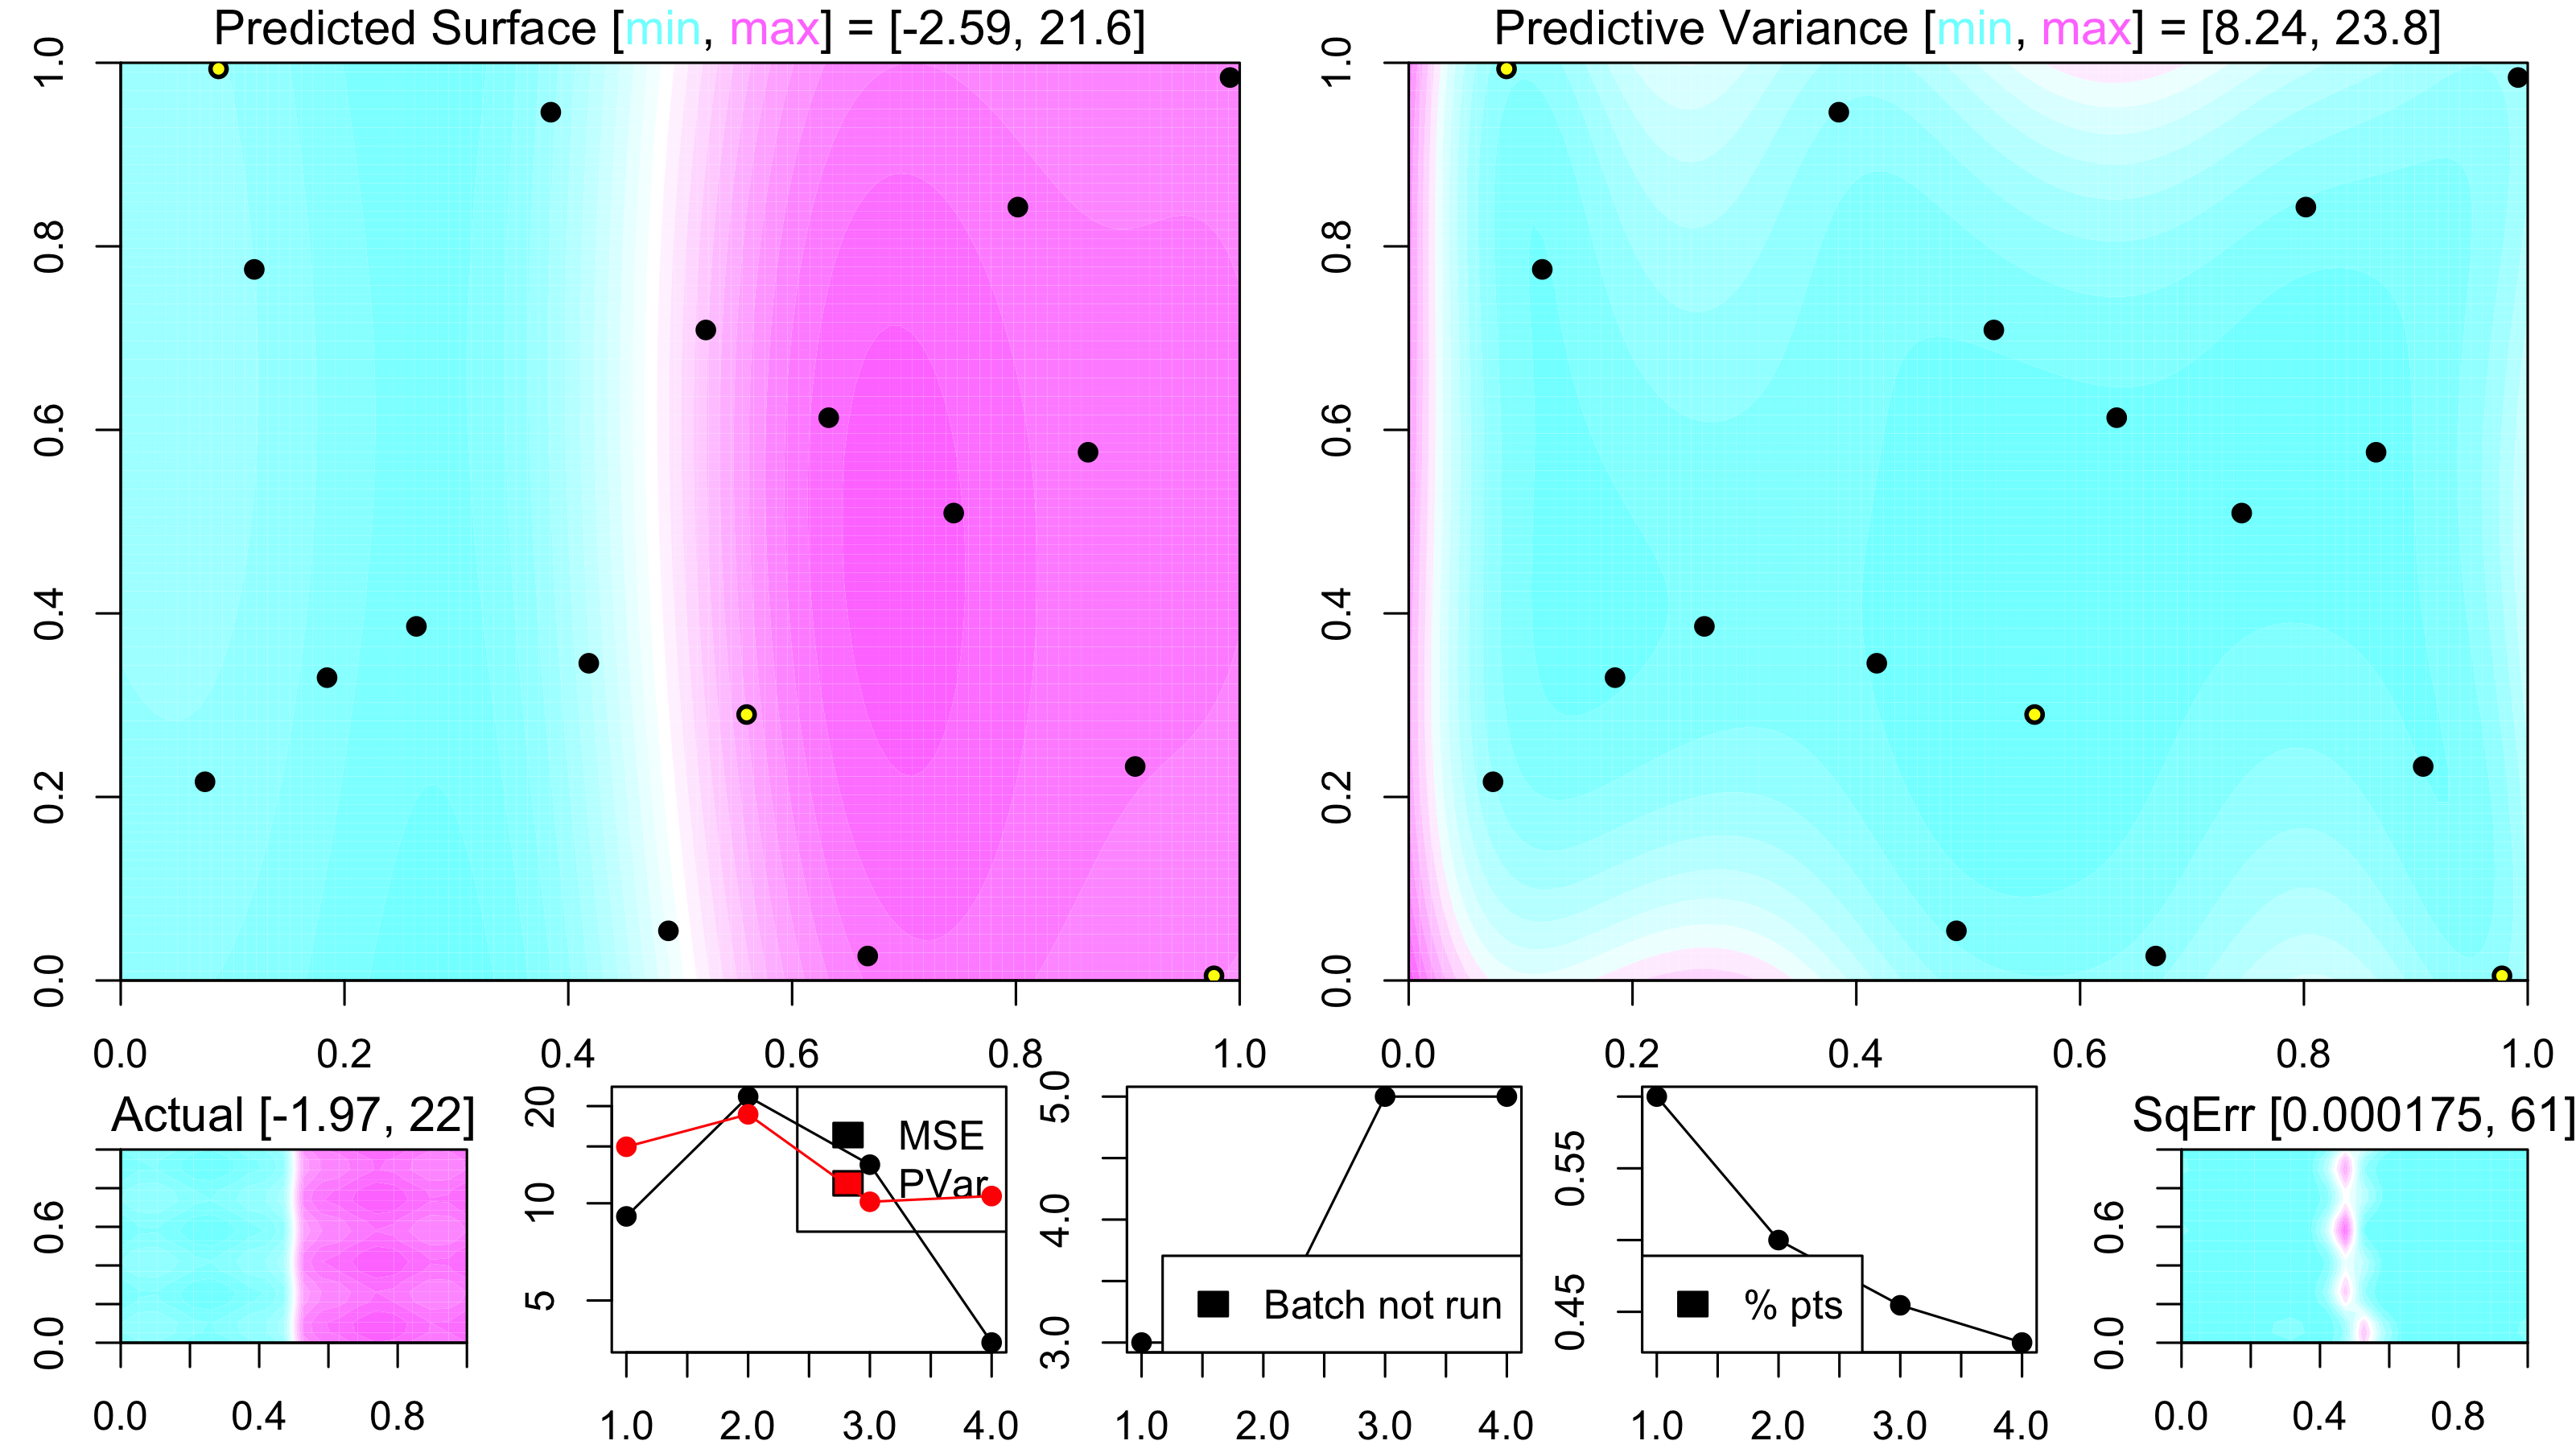 Predicted Surface [min, max] = [-2.59, 21.6]
1.0
0.8
0.6
0.4
0.2
0.0
0.0 0.2 0.4 0.6 0.8 1.0
Predictive Variance [min, max] = [8.24, 23.8]
1.0
0.8
0.6
0.4
0.2
0.0
0.0 0.2 0.4 0.6 0.8 1.0
Actual [-1.97, 22]
0.6
0.0
0.0 0.4 0.8
20
10
5
MSE
PVar
1.0 2.0 3.0 4.0
5.0
4.0
3.0
Batch not run
1.0 2.0 3.0 4.0
0.55
0.45
% pts
1.0 2.0 3.0 4.0
SqErr [0.000175, 61]
0.6
0.0
0.0 0.4 0.8